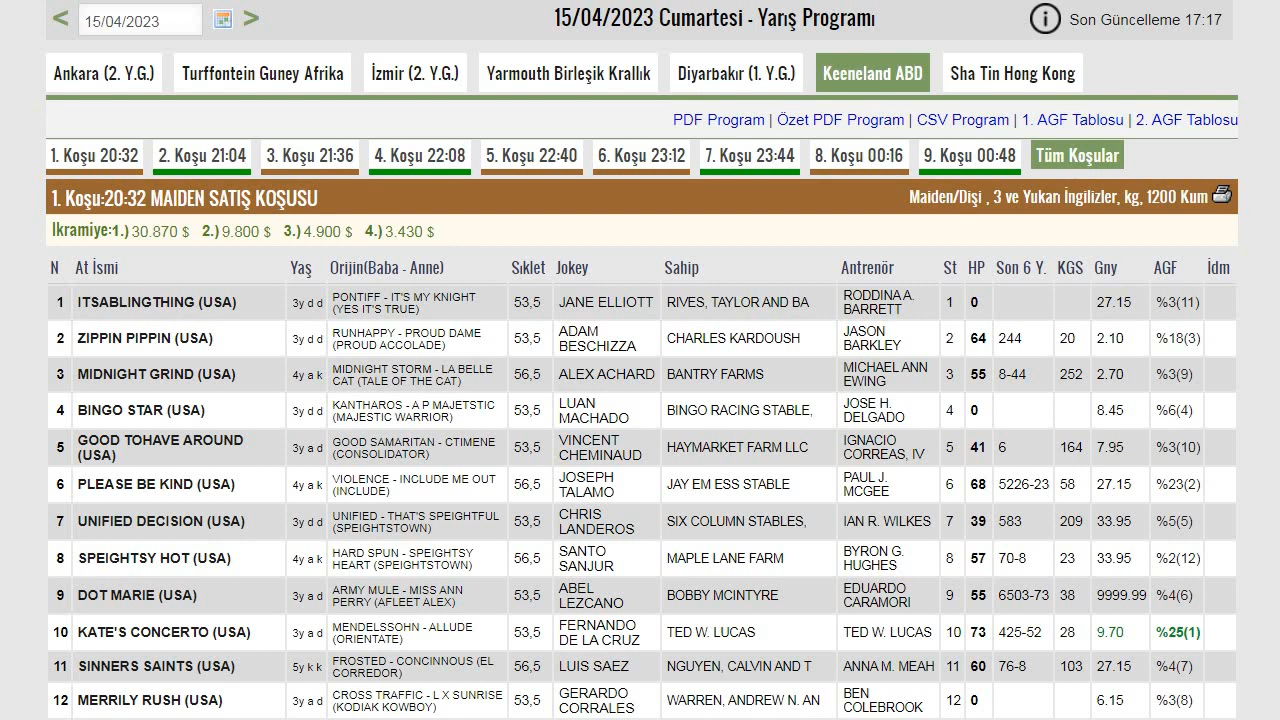 < 15/04/2023 >
15/04/2023 Cumartesi - Yarış Programı
Son Güncelleme 17:17
Ankara (2. Y.G.) Turffontein Guney Afrika İzmir (2. Y.G.) Yarmouth Birleşik Krallık Diyarbakır (1. Y.G.) Keeneland ABD Sha Tin Hong Kong
PDF Program | Özet PDF Program | CSV Program | 1. AGF Tablosu | 2. AGF Tablosu
1. Koşu 20:32 2. Koşu 21:04 3. Koşu 21:36 4. Koşu 22:08 5. Koşu 22:40 6. Koşu 23:12 7. Koşu 23:44 8. Koşu 00:16 9. Koşu 00:48 Tüm Koşular
1. Koşu:20:32 MAIDEN SATIŞ KOŞUSU Maiden/Dişi , 3 ve Yukarı İngilizler, kg, 1200 Kum
Ikramiye:1.) 30.870 $ 2.) 9.800 $ 3.) 4.900 $ 4.) 3.430 $
N At İsmi Yaş Orijin(Baba - Anne) Sıklet Jokey Sahip Antrenör St HP Son 6 Y. KGS Gny AGF İdm
1 ITSABLINGTHING (USA) 3y d d PONTIFF - IT'S MY KNIGHT (YES IT'S TRUE) 53,5 JANE ELLIOTT RIVES, TAYLOR AND BA RODDINA A. BARRETT 1 0 27.15 %3(11)
2 ZIPPIN PIPPIN (USA) 3y d d RUNHAPPY - PROUD DAME (PROUD ACCOLADE) 53,5 ADAM BESCHIZZA CHARLES KARDOUSH JASON BARKLEY 2 64 244 20 2.10 %18(3)
3 MIDNIGHT GRIND (USA) 4y a k MIDNIGHT STORM - LA BELLE CAT (TALE OF THE CAT) 56,5 ALEX ACHARD BANTRY FARMS MICHAEL ANN EWING 3 55 8-44 252 2.70 %3(9)
4 BINGO STAR (USA) 3y d d KANTHAROS - A P MAJETSTIC (MAJESTIC WARRIOR) 53,5 LUAN MACHADO BINGO RACING STABLE, JOSE H. DELGADO 4 0 8.45 %6(4)
5 GOOD TOHAVE AROUND (USA) 3y a d GOOD SAMARITAN - CTIMENE (CONSOLIDATOR) 53,5 VINCENT CHEMINAUD HAYMARKET FARM LLC IGNACIO CORREAS, IV 5 41 6 164 7.95 %3(10)
6 PLEASE BE KIND (USA) 4y a k VIOLENCE - INCLUDE ME OUT (INCLUDE) 56,5 JOSEPH TALAMO JAY EM ESS STABLE PAUL J. MCGEE 6 68 5226-23 58 27.15 %23(2)
7 UNIFIED DECISION (USA) 3y d d UNIFIED - THAT'S SPEIGHTFUL (SPEIGHTSTOWN) 53,5 CHRIS LANDEROS SIX COLUMN STABLES, IAN R. WILKES 7 39 583 209 33.95 %5(5)
8 SPEIGHTSY HOT (USA) 4y a k HARD SPUN - SPEIGHTSY HEART (SPEIGHTSTOWN) 56,5 SANTO SANJUR MAPLE LANE FARM BYRON G. HUGHES 8 57 70-8 23 33.95 %2(12)
9 DOT MARIE (USA) 3y a d ARMY MULE - MISS ANN PERRY (AFLEET ALEX) 53,5 ABEL LEZCANO BOBBY MCINTYRE EDUARDO CARAMORI 9 55 6503-73 38 9999.99 %4(6)
10 KATE'S CONCERTO (USA) 3y a d MENDELSSOHN - ALLUDE (ORIENTATE) 53,5 FERNANDO DE LA CRUZ TED W. LUCAS TED W. LUCAS 10 73 425-52 28 9.70 %25(1)
11 SINNERS SAINTS (USA) 5y k k FROSTED - CONCINNOUS (EL CORREDOR) 56,5 LUIS SAEZ NGUYEN, CALVIN AND T ANNA M. MEAH 11 60 76-8 103 27.15 %4(7)
12 MERRILY RUSH (USA) 3y a d CROSS TRAFFIC - L X SUNRISE (KODIAK KOWBOY) 53,5 GERARDO CORRALES WARREN, ANDREW N. AN BEN COLEBROOK 12 0 6.15 %3(8)